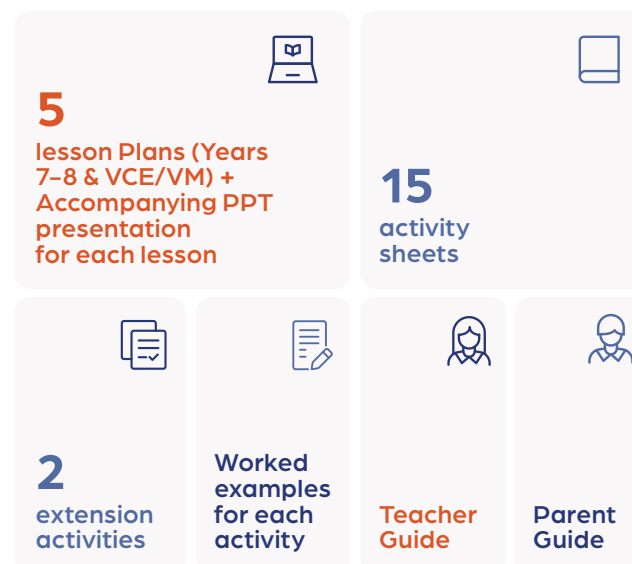 5
lesson Plans (Years
7-8 & VCE/VM) +
Accompanying PPT
presentation
for each lesson
15
activity
sheets
2
extension
activities
Worked
examples
for each
activity
Teacher
Guide
Parent
Guide